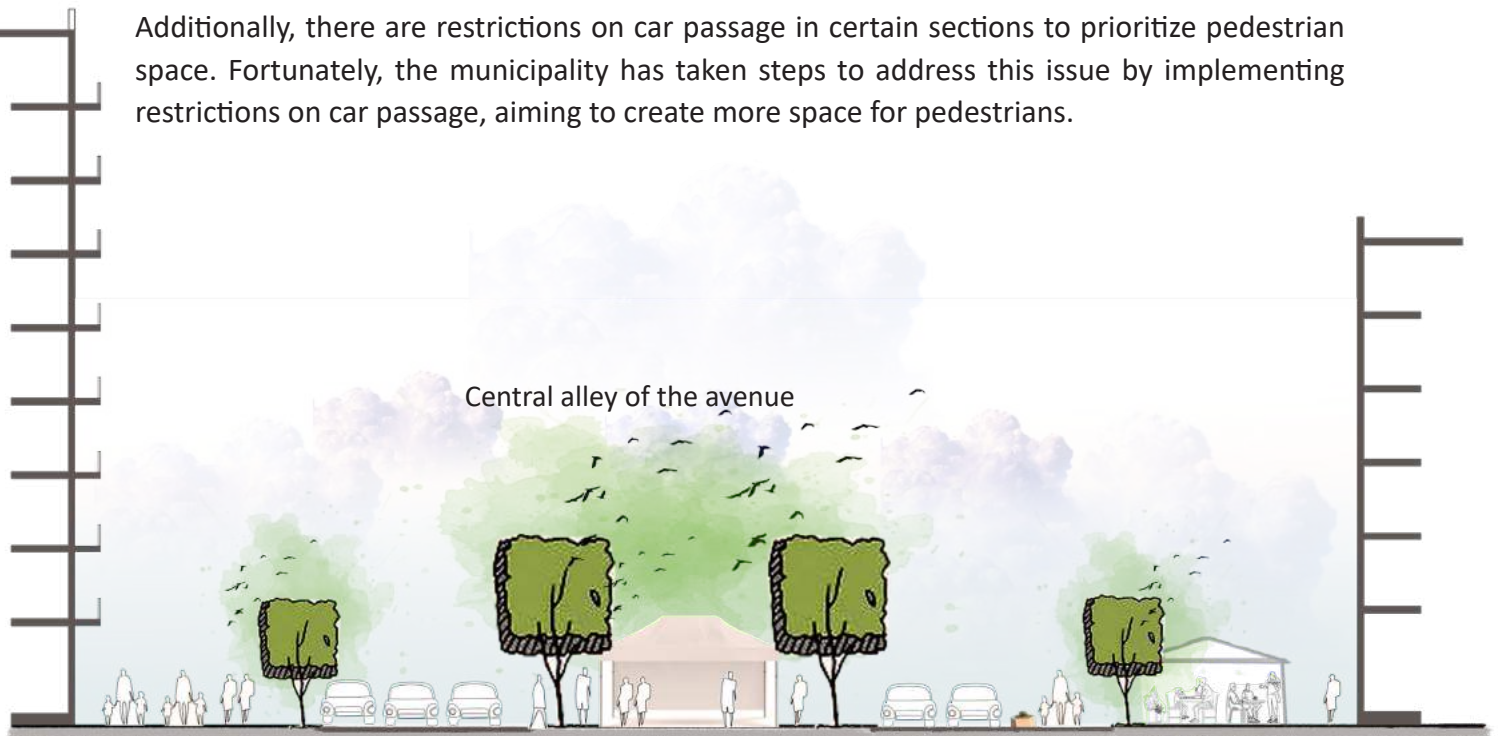 Additionally, there are restrictions on car passage in certain sections to prioritize pedestrian
space. Fortunately, the municipality has taken steps to address this issue by implementing
restrictions on car passage, aiming to create more space for pedestrians.
Central alley of the avenue